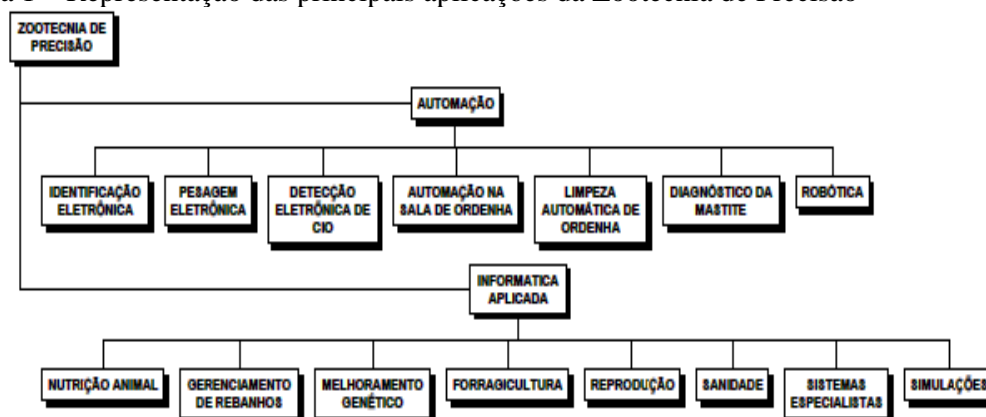 a 1 – Representação das principais aplicações da Zootecnia de Precisão
ZOOTECNIA DE
PRECISÃO
AUTOMAÇÃO
IDENTIFICAÇÃO
ELETRÔNICA
PESAGEM
ELETRÔNICA
DETECÇÃO
ELETRÔNICA DE
CIO
AUTOMAÇÃO NA
SALA DE ORDENHA
LIMPEZA
AUTOMÁTICA DE
ORDENHA
DIAGNÓSTICO DA
MASTITE
ROBÓTICA
INFORMATICA
APLICADA
NUTRIÇÃO ANIMAL
GERENCIAMENTO
DE REBANHOS
MELHORAMENTO
GENÉTICO
FORRAGICULTURA
REPRODUÇÃO
SANIDADE
SISTEMAS
ESPECIALISTAS
SIMULAÇÕES